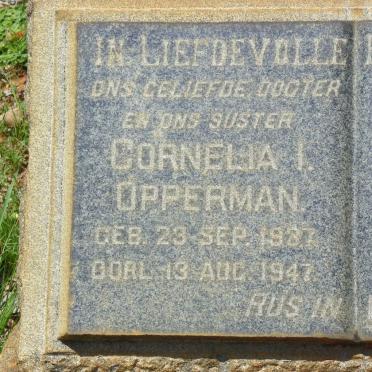 IN LIEFDEVOLLE
ONS GELIEFDE DOGTER
EN ONS SUSTER
CORNELIA I.
OPPERMAN.
GEB. 23 SEP. 1937
OORL. 13 AUG. 1947
RUS IN